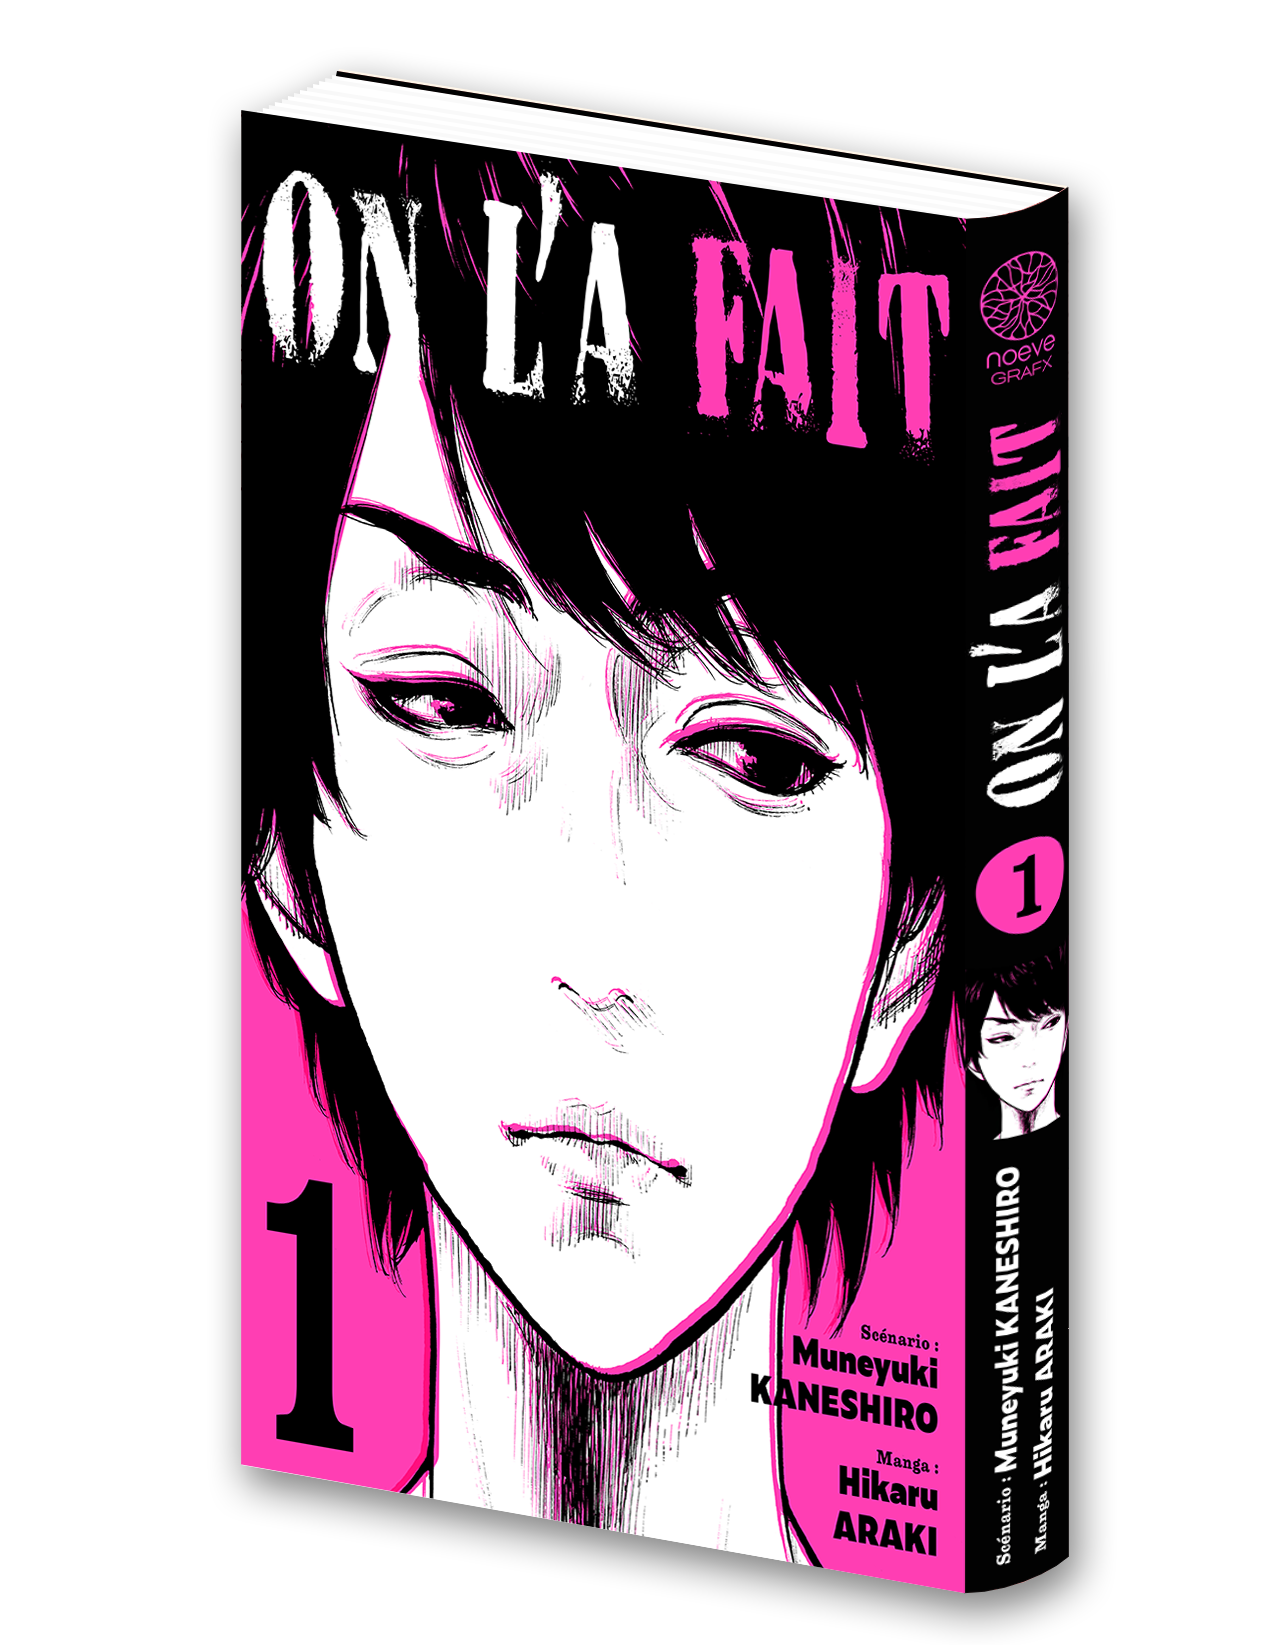 ON L'A FAIT
1
Scénario :
Muneyuki
KANESHIRO
Manga :
Hikaru
ARAKI
noeve
GRAFX
ON L'A FAIT
1
Scénario : Muneyuki KANESHIRO
Manga : Hikaru ARAKI